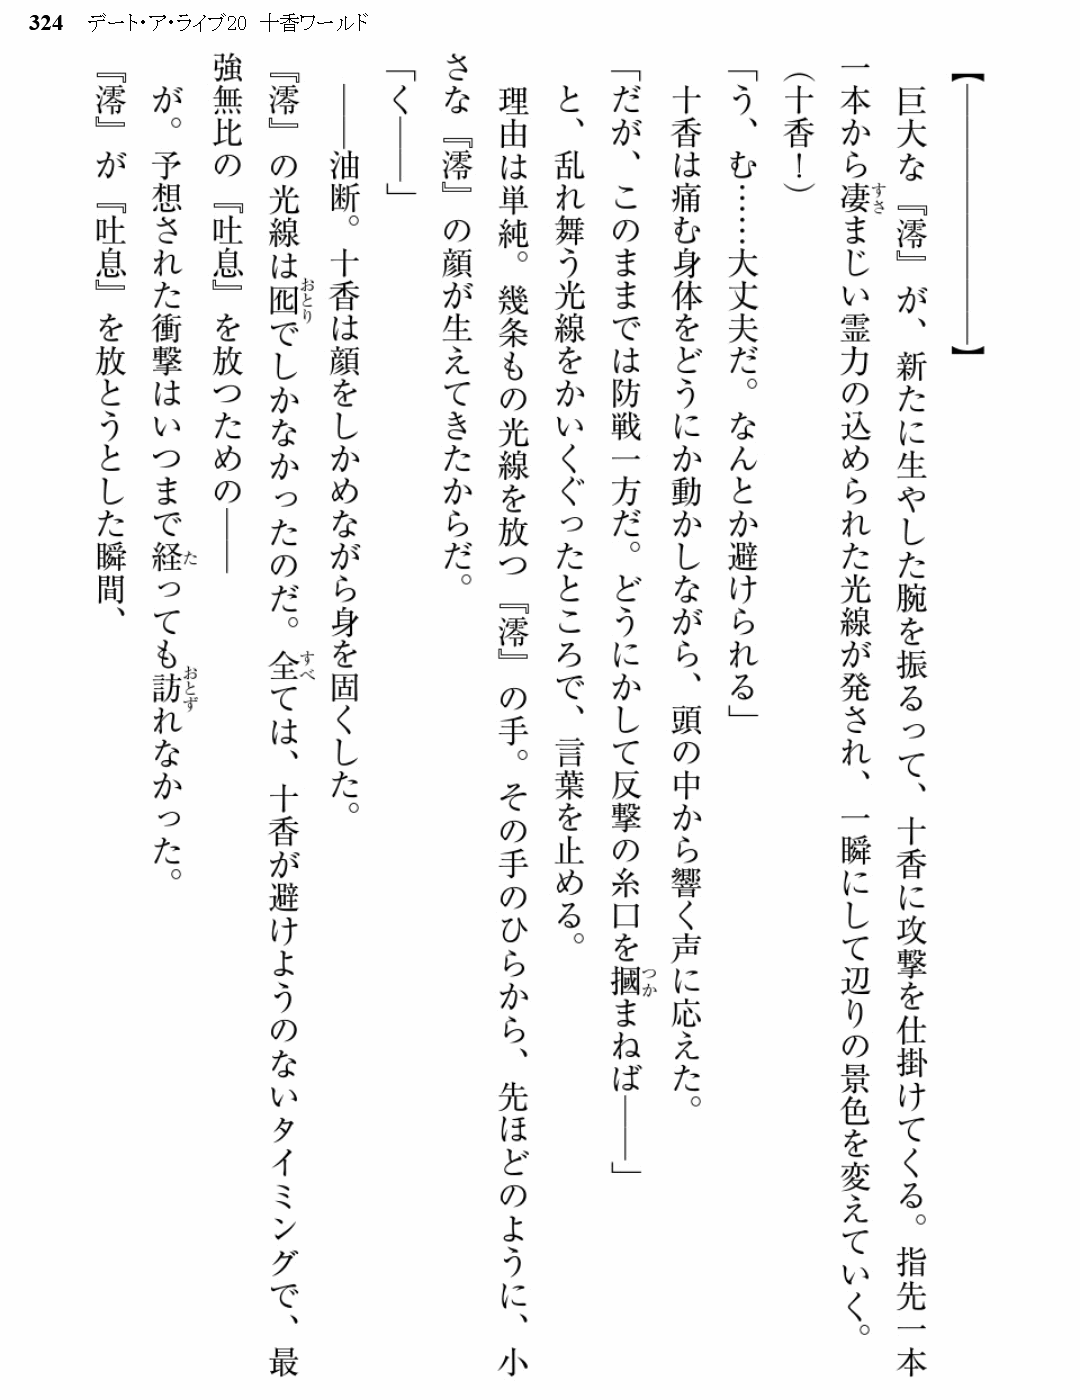 324 デート・ア・ライブ20 十香ワールド
【――――――――】
巨大な『澪』が、新たに生やした腕を振るって、十香に攻撃を仕掛けてくる。指先一本
一本から凄まじい霊力の込められた光線が発され、一瞬にして辺りの景色を変えていく。
（十香！）
「う、む……大丈夫だ。なんとか避けられる」
十香は痛む身体をどうにか動かしながら、頭の中から響く声に応えた。
「だが、このままでは防戦一方だ。どうにかして反撃の糸口を摑まねば――」
と、乱れ舞う光線をかいくぐったところで、言葉を止める。
理由は単純。幾条もの光線を放つ『澪』の手。その手のひらから、先ほどのように、小
さな『澪』の顔が生えてきたからだ。
「く――」
――油断。十香は顔をしかめながら身を固くした。
『澪』の光線は囮でしかなかったのだ。全ては、十香が避けようのないタイミングで、最
強無比の『吐息』を放つための――
が。予想された衝撃はいつまで経っても訪れなかった。
『澪』が『吐息』を放とうとした瞬間、